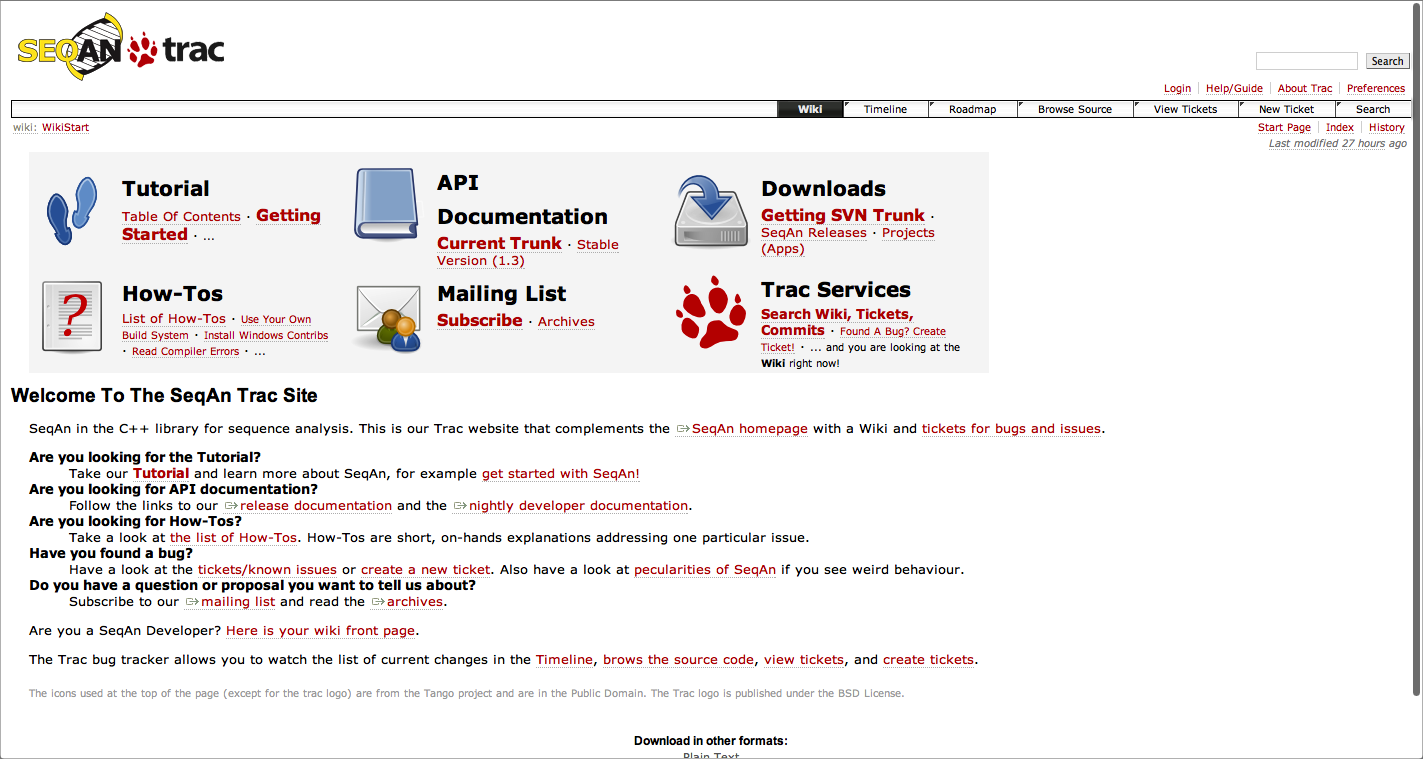 SEQAN trac
Search
Login Help/Guide About Trac Preferences
Wiki Timeline Roadmap Browse Source View Tickets New Ticket Search
wiki: WikiStart
Start Page Index History
Last modified 27 hours ago
Tutorial
Table Of Contents · Getting
Started · ...
API
Documentation
Current Trunk · Stable
Version (1.3)
Downloads
Getting SVN Trunk ·
SeqAn Releases · Projects
(Apps)
?
How-Tos
List of How-Tos · Use Your Own
Build System · Install Windows Contribs
· Read Compiler Errors · ...
Mailing List
Subscribe · Archives
Trac Services
Search Wiki, Tickets,
Commits · Found A Bug? Create
Ticket! · ... and you are looking at the
Wiki right now!
Welcome To The SeqAn Trac Site
SeqAn in the C++ library for sequence analysis. This is our Trac website that complements the SeqAn homepage with a Wiki and tickets for bugs and issues.
Are you looking for the Tutorial?
Take our Tutorial and learn more about SeqAn, for example get started with SeqAn!
Are you looking for API documentation?
Follow the links to our release documentation and the nightly developer documentation.
Are you looking for How-Tos?
Take a look at the list of How-Tos. How-Tos are short, on-hands explanations addressing one particular issue.
Have you found a bug?
Have a look at the tickets/known issues or create a new ticket. Also have a look at pecularities of SeqAn if you see weird behaviour.
Do you have a question or proposal you want to tell us about?
Subscribe to our mailing list and read the archives.
Are you a SeqAn Developer? Here is your wiki front page.
The Trac bug tracker allows you to watch the list of current changes in the Timeline, brows the source code, view tickets, and create tickets.
The icons used at the top of the page (except for the trac logo) are from the Tango project and are in the Public Domain. The Trac logo is published under the BSD License.
Download in other formats:
Plain Text